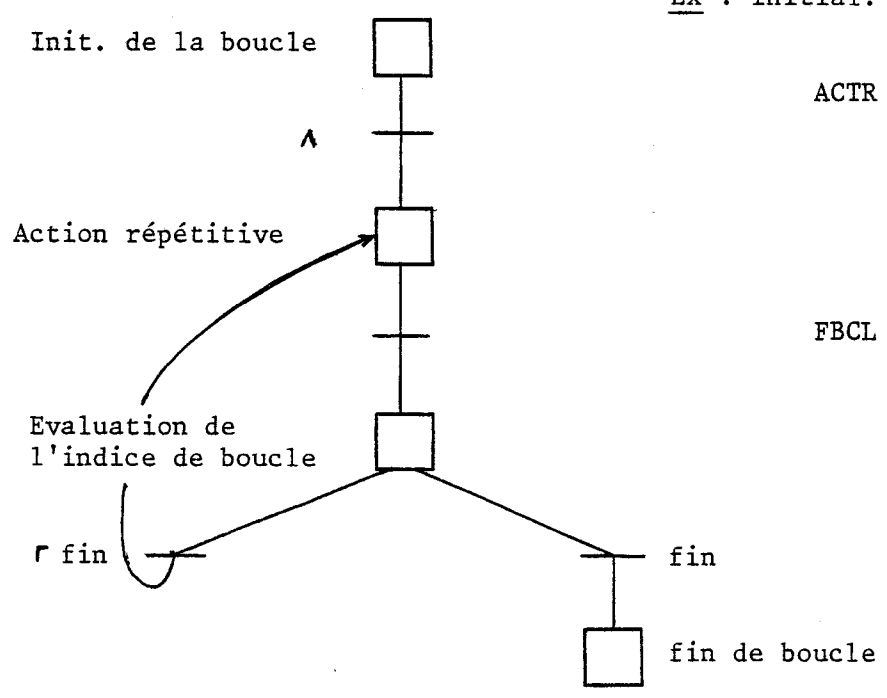 Ex : Initial.
Init. de la boucle
ACTR
Λ
Action répétitive
FBCL
Evaluation de
l'indice de boucle
Γ fin
fin
fin de boucle